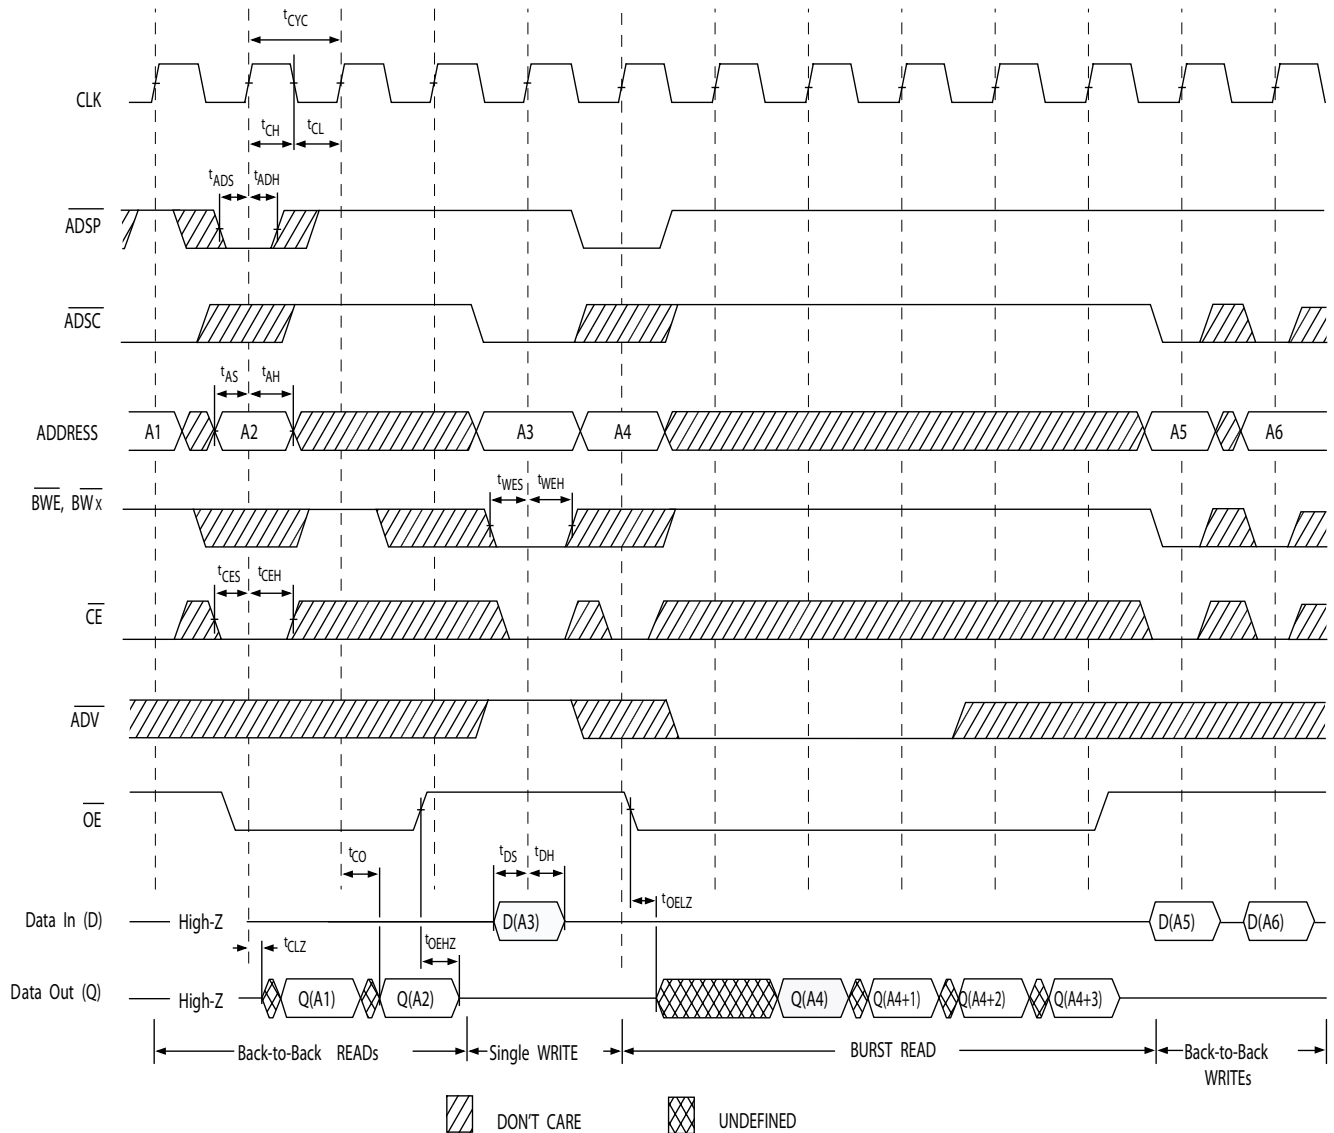 tCYC
CLK
tCH tCL
tADS tADH
ADSP
ADSC
tAS tAH
ADDRESS A1 A2 A3 A4 A5 A6
tWES tWEH
BWE, BWx
tCES tCEH
CE
ADV
OE
tCO tDS tDH
tOELZ
Data In (D) High-Z D(A3) D(A5) D(A6)
tCLZ tOEHZ
Data Out (Q) High-Z Q(A1) Q(A2) Q(A4) Q(A4+1) Q(A4+2) Q(A4+3)
Back-to-Back READs Single WRITE BURST READ Back-to-Back
WRITEs
DON'T CARE UNDEFINED